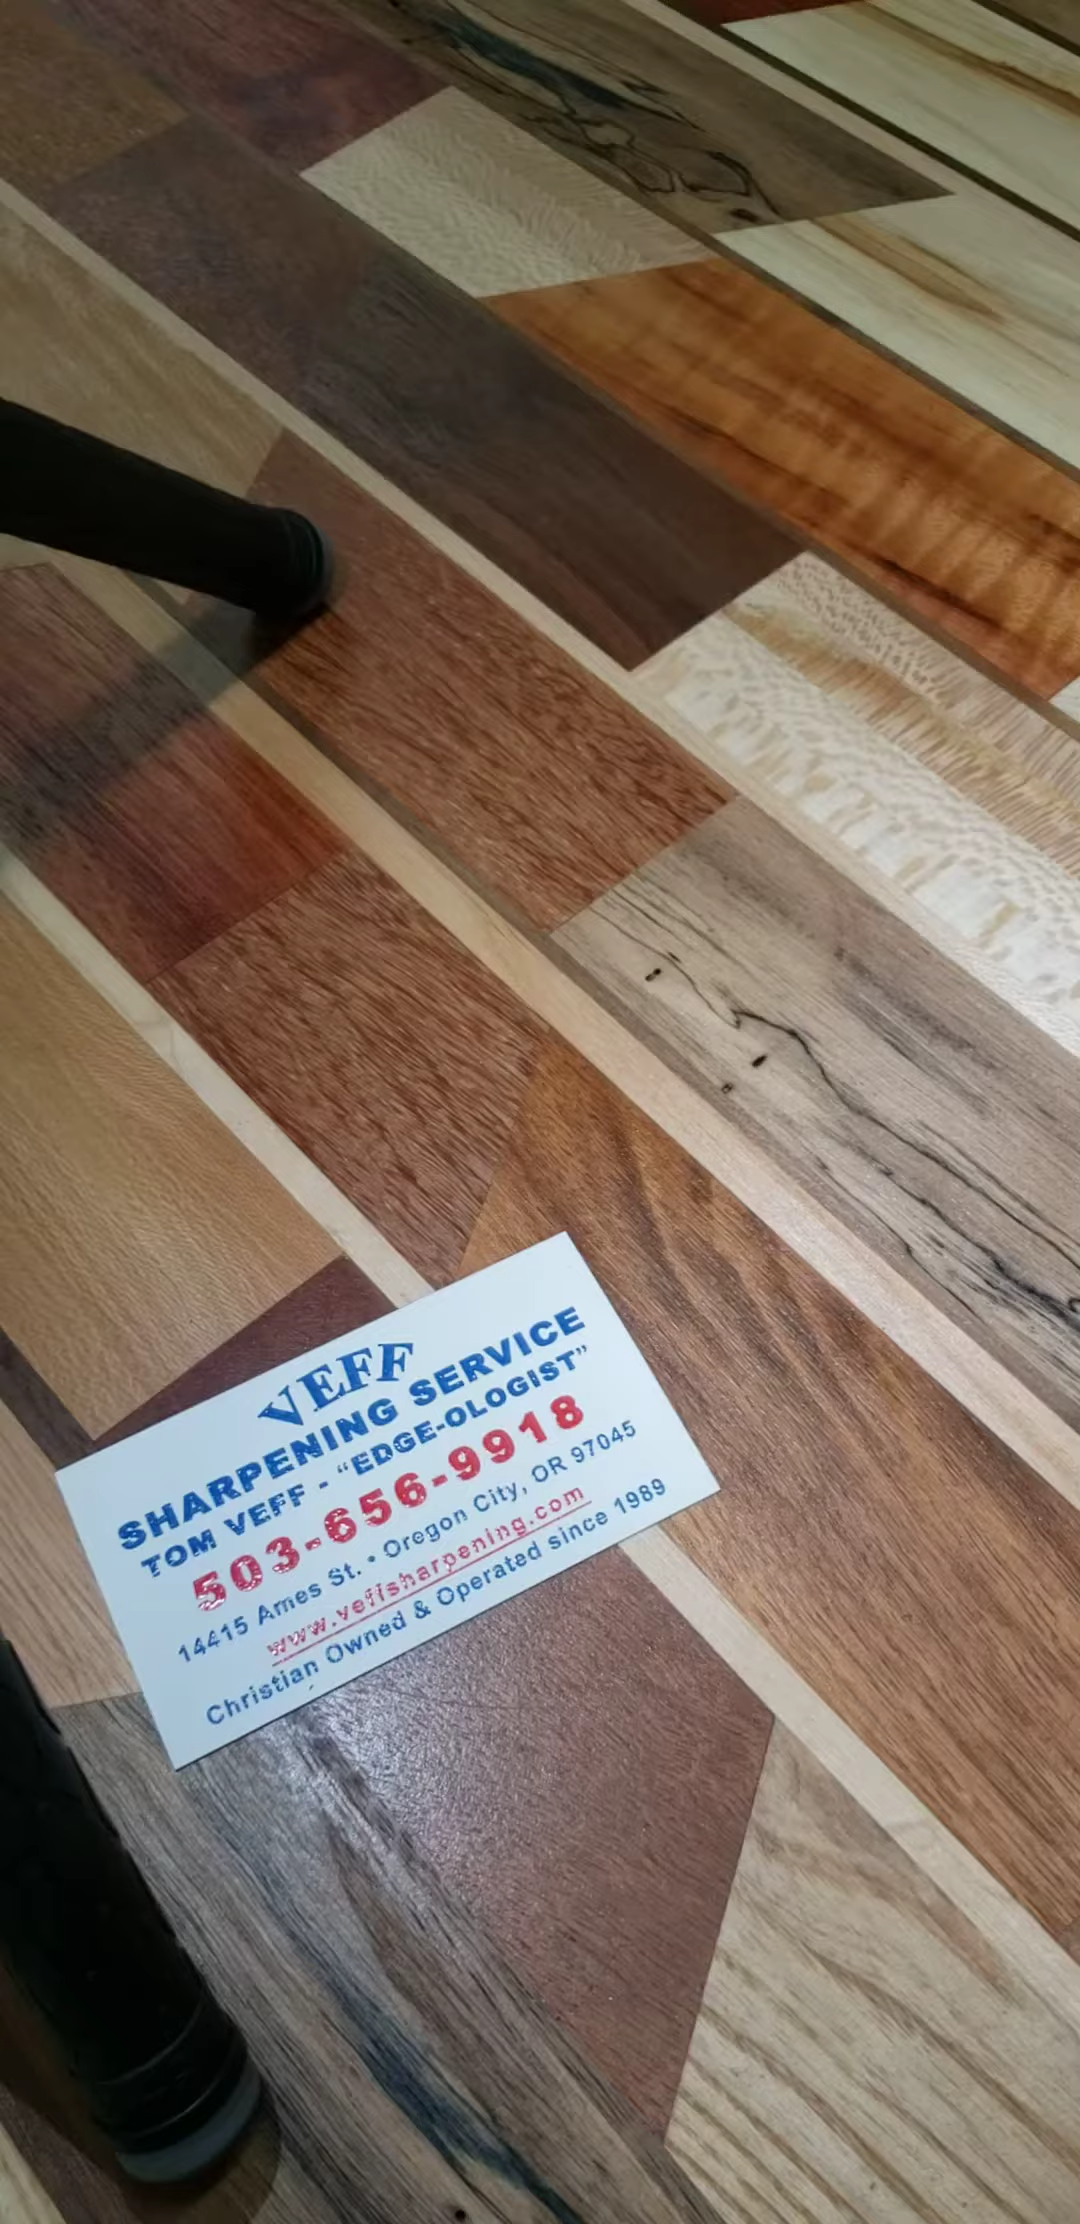 VEFF
SHARPENING SERVICE
TOM VEFF - "EDGE-OLOGIST"
503-656-9918
14415 Ames St. • Oregon City, OR 97045
www.veffsharpening.com
Christian Owned & Operated since 1989